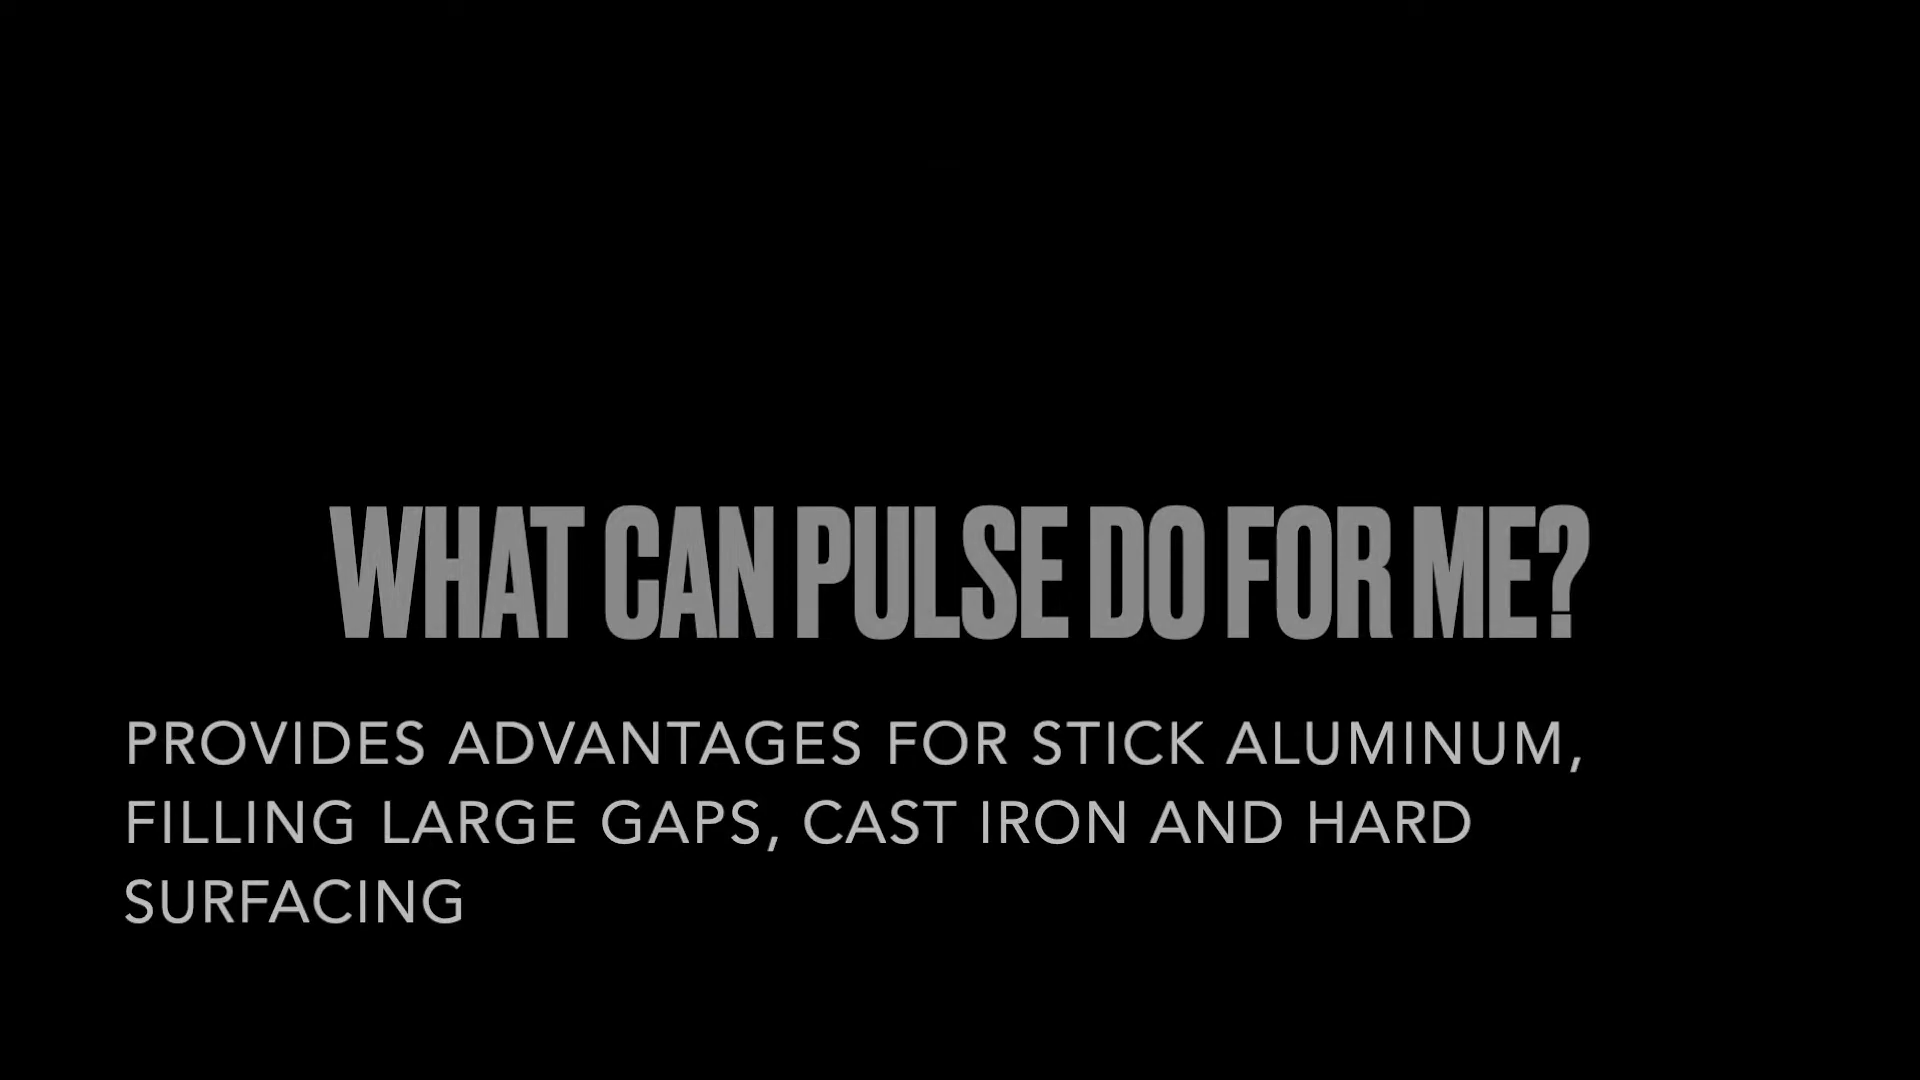 WHAT CAN PULSE DO FOR ME?
PROVIDES ADVANTAGES FOR STICK ALUMINUM,
FILLING LARGE GAPS, CAST IRON AND HARD
SURFACING